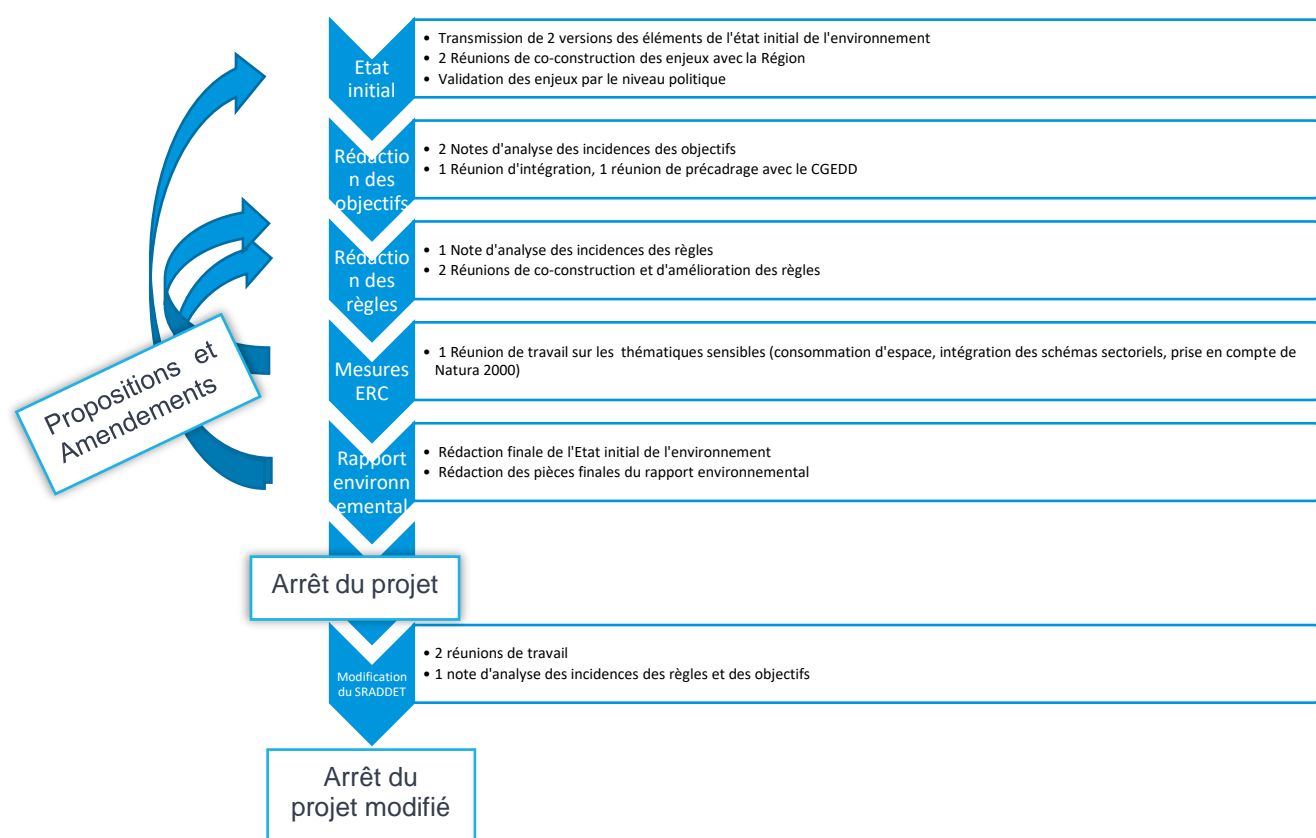 Etat
initial
• Transmission de 2 versions des éléments de l'état initial de l'environnement
• 2 Réunions de co-construction des enjeux avec la Région
• Validation des enjeux par le niveau politique
Rédactio
n des
objectifs
• 2 Notes d'analyse des incidences des objectifs
• 1 Réunion d'intégration, 1 réunion de précadrage avec le CGEDD
Rédactio
n des
règles
• 1 Note d'analyse des incidences des règles
• 2 Réunions de co-construction et d'amélioration des règles
Propositions et
Amendements
Mesures
ERC
• 1 Réunion de travail sur les thématiques sensibles (consommation d'espace, intégration des schémas sectoriels, prise en compte de
Natura 2000)
Rapport
environn
emental
• Rédaction finale de l'Etat initial de l'environnement
• Rédaction des pièces finales du rapport environnemental
Arrêt du projet
Modification
du SRADDET
• 2 réunions de travail
• 1 note d'analyse des incidences des règles et des objectifs
Arrêt du
projet modifié